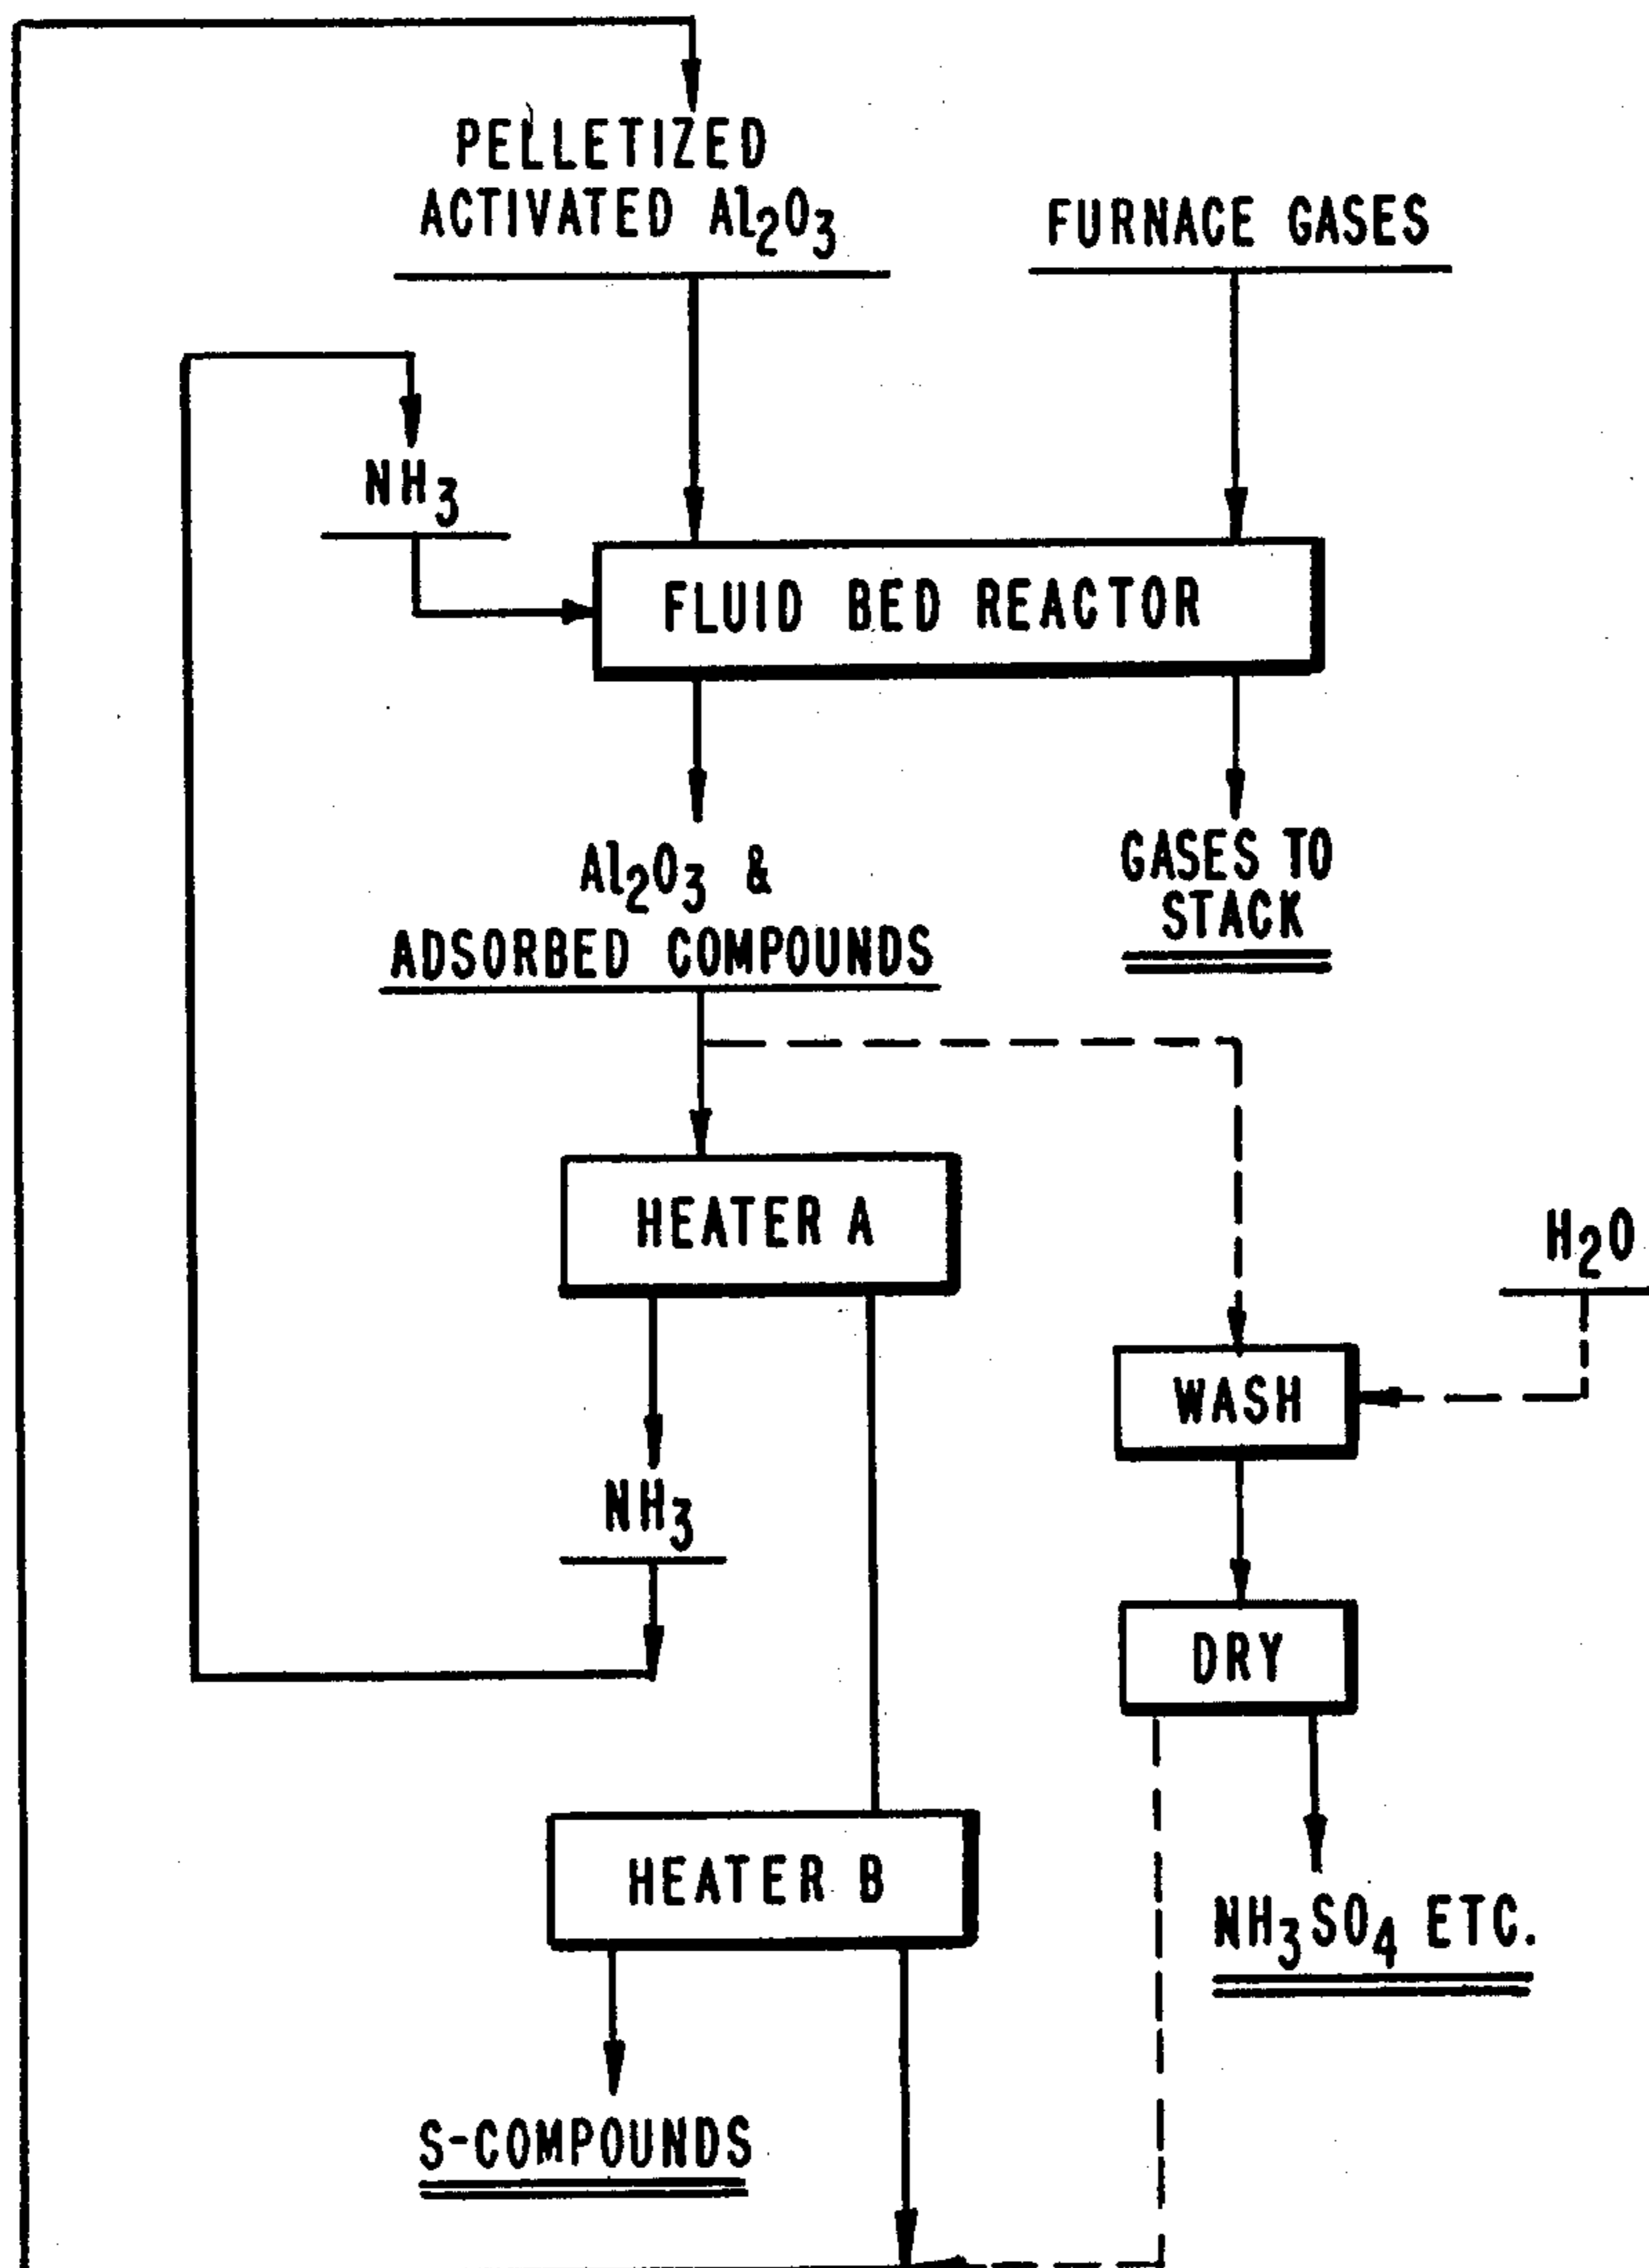 PELLETIZED
ACTIVATED Al₂O₃
FURNACE GASES
NH₃
FLUID BED REACTOR
Al₂O₃ &
ADSORBED COMPOUNDS
GASES TO
STACK
HEATER A
H₂O
WASH
NH₃
DRY
HEATER B
NH₃SO₄ ETC.
S-COMPOUNDS